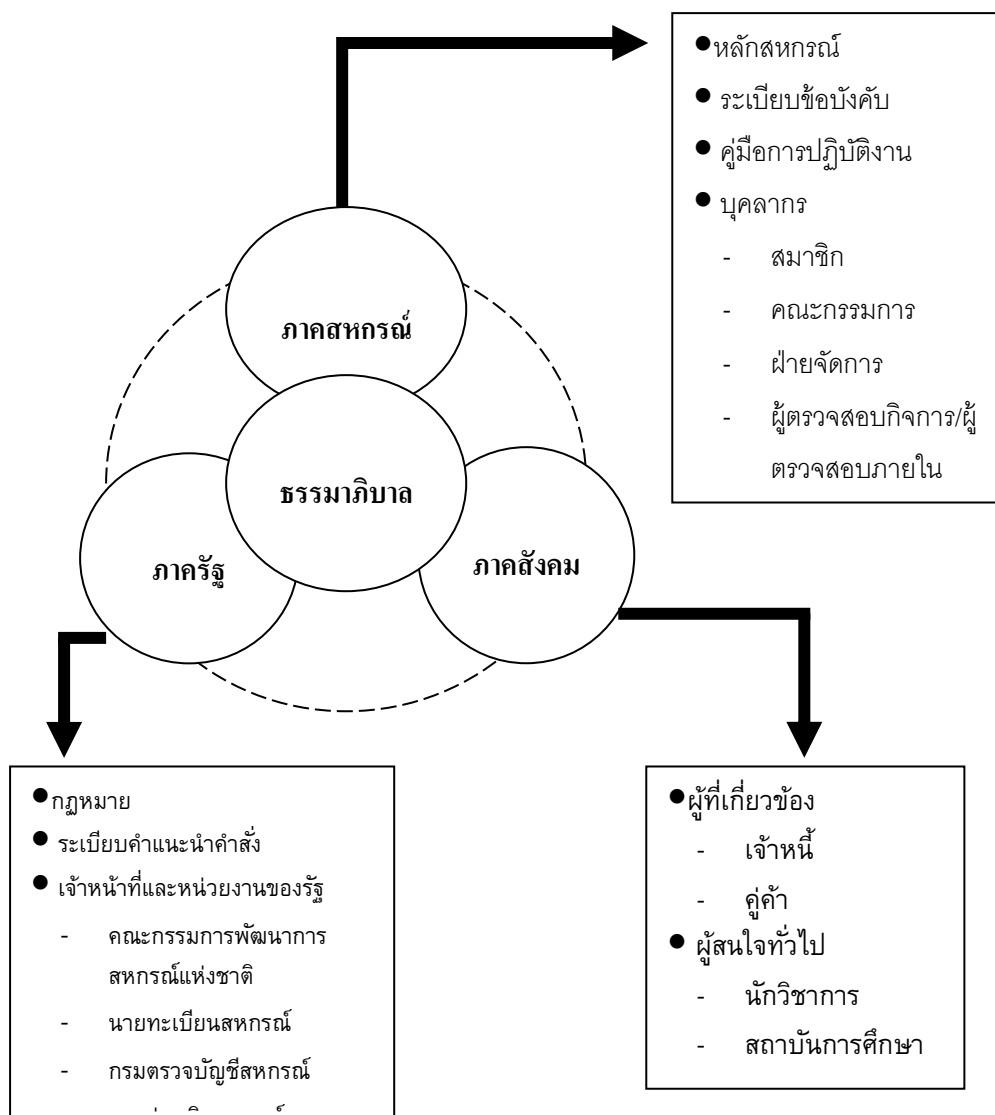 ●หลักสหกรณ์
● ระเบียบข้อบังคับ
● คู่มือการปฏิบัติงาน
● บุคลากร
- สมาชิก
- คณะกรรมการ
- ฝ่ายจัดการ
- ผู้ตรวจสอบกิจการ/ผู้
ตรวจสอบภายใน
ภาคสหกรณ์
ธรรมาภิบาล
ภาครัฐ
ภาคสังคม
●กฎหมาย
● ระเบียบคำแนะนำคำสั่ง
● เจ้าหน้าที่และหน่วยงานของรัฐ
- คณะกรรมการพัฒนาการ
สหกรณ์แห่งชาติ
- นายทะเบียนสหกรณ์
- กรมตรวจบัญชีสหกรณ์
●ผู้ที่เกี่ยวข้อง
- เจ้าหนี้
- คู่ค้า
● ผู้สนใจทั่วไป
- นักวิชาการ
- สถาบันการศึกษา